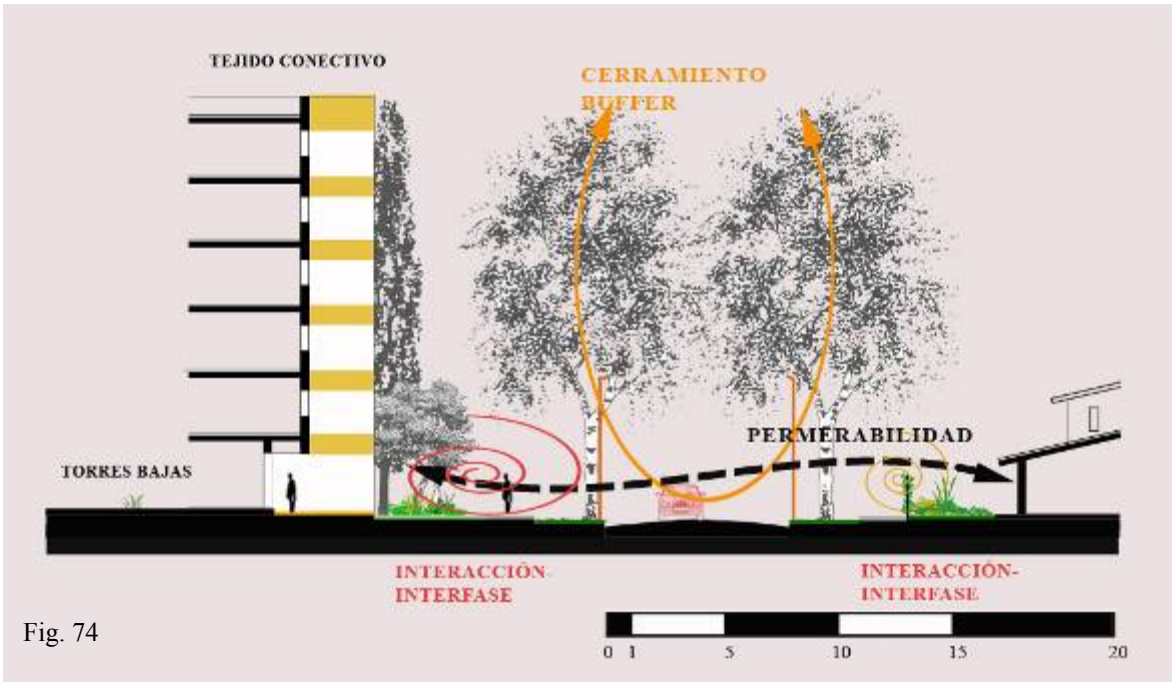 TEJIDO CONECTIVO
CERRAMIENTO
BUFFER
PERMERABILIDAD
TORRES BAJAS
INTERACCIÓN-
INTERFASE
INTERACCIÓN-
INTERFASE
Fig. 74
0 1 5 10 15 20